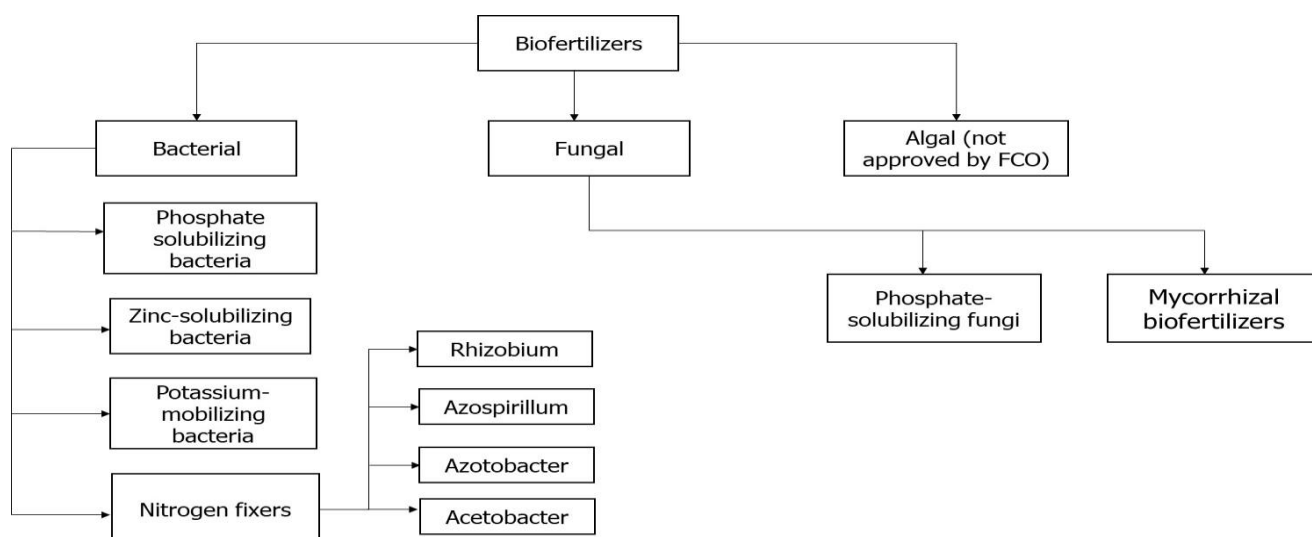 Biofertilizers
Bacterial
Fungal
Algal (not
approved by FCO)
Phosphate
solubilizing
bacteria
Zinc-solubilizing
bacteria
Potassium-
mobilizing
bacteria
Nitrogen fixers
Rhizobium
Azospirillum
Azotobacter
Acetobacter
Phosphate-
solubilizing fungi
Mycorrhizal
biofertilizers